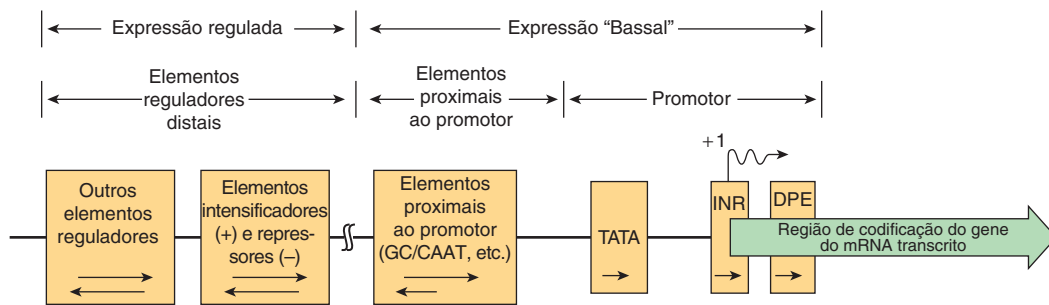 Expressão regulada
Expressão “Bassal”
Elementos
reguladores
distais
Elementos
proximais
ao promotor
Promotor
+1
Outros
elementos
reguladores
Elementos
intensificadores
(+) e repres-
sores (–)
Elementos
proximais
ao promotor
(GC/CAAT, etc.)
TATA
INR
DPE
Região de codificação do gene
do mRNA transcrito